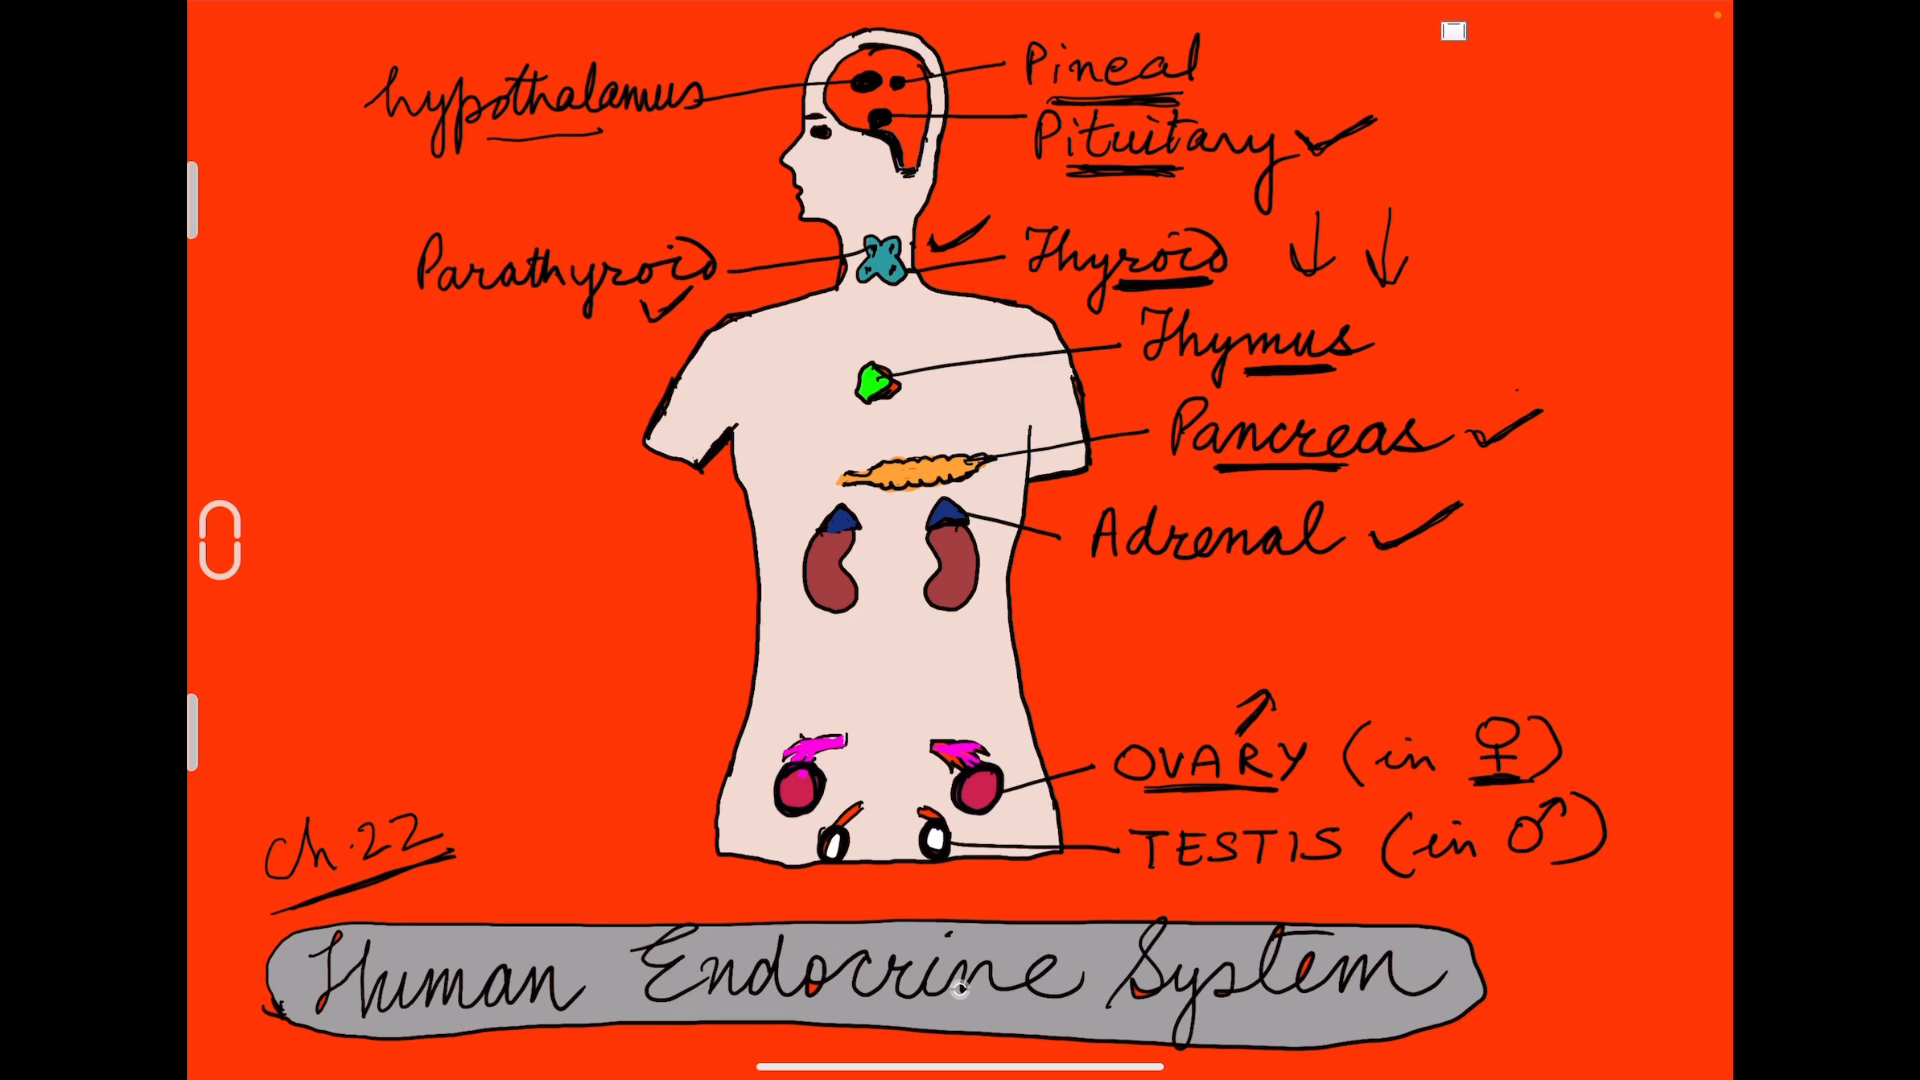 Pineal
hypothalamus
Pituitary
Parathyroid
Thyroid
Thymus
Pancreas
Adrenal
OVARY (in ♀)
TESTIS (in ♂)
Ch.22
Human Endocrine System